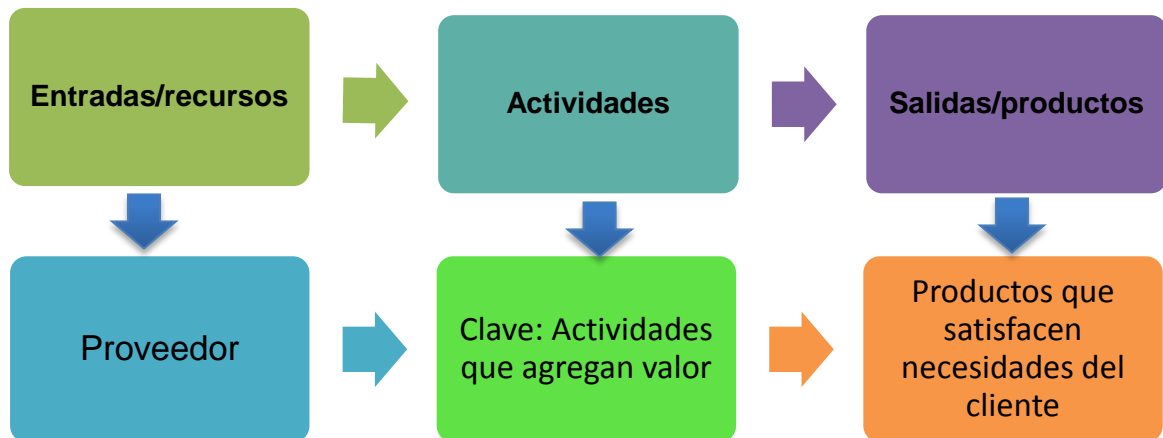 Entradas/recursos
Actividades
Salidas/productos
Proveedor
Clave: Actividades
que agregan valor
Productos que
satisfacen
necesidades del
cliente